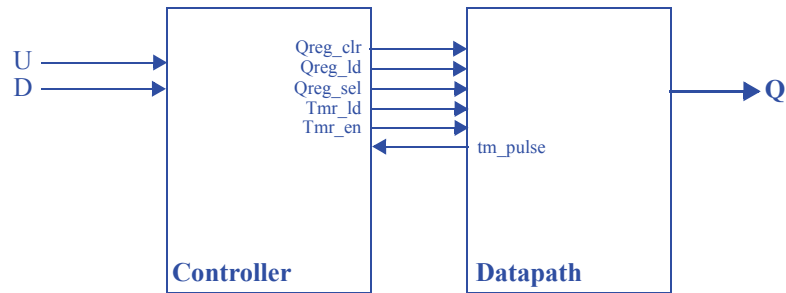 Qreg_clr
U
Qreg_ld
D
Qreg_sel
Q
Tmr_ld
Tmr_en
tm_pulse
Controller
Datapath